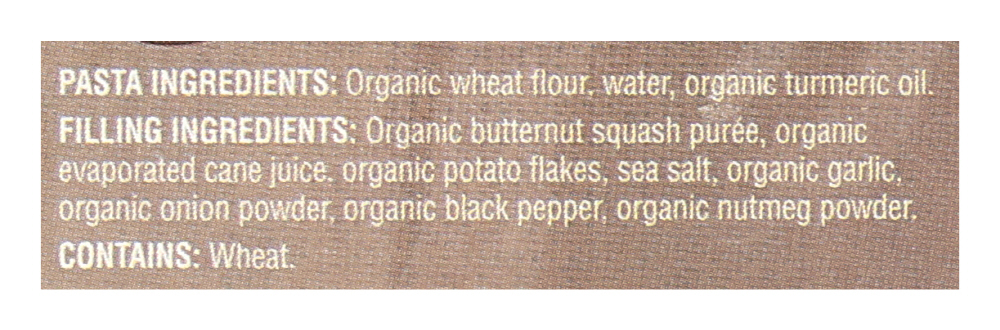 PASTA INGREDIENTS: Organic wheat flour, water, organic turmeric oil.
FILLING INGREDIENTS: Organic butternut squash purée, organic
evaporated cane juice, organic potato flakes, sea salt, organic garlic,
organic onion powder, organic black pepper, organic nutmeg powder.
CONTAINS: Wheat.